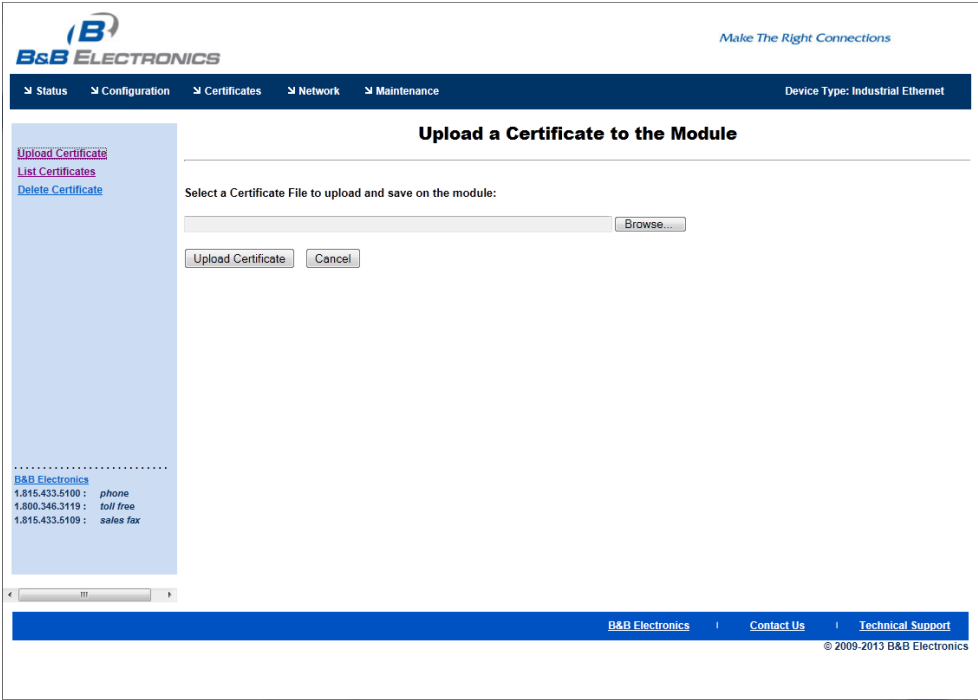 B
B&B ELECTRONICS
Make The Right Connections
Status Configuration Certificates Network Maintenance Device Type: Industrial Ethernet
Upload a Certificate to the Module
Upload Certificate
List Certificates
Delete Certificate
Select a Certificate File to upload and save on the module:
Browse...
Upload Certificate Cancel
B&B Electronics
1.815.433.5100 : phone
1.800.346.3119 : toll free
1.815.433.5109 : sales fax
B&B Electronics | Contact Us | Technical Support
© 2009-2013 B&B Electronics